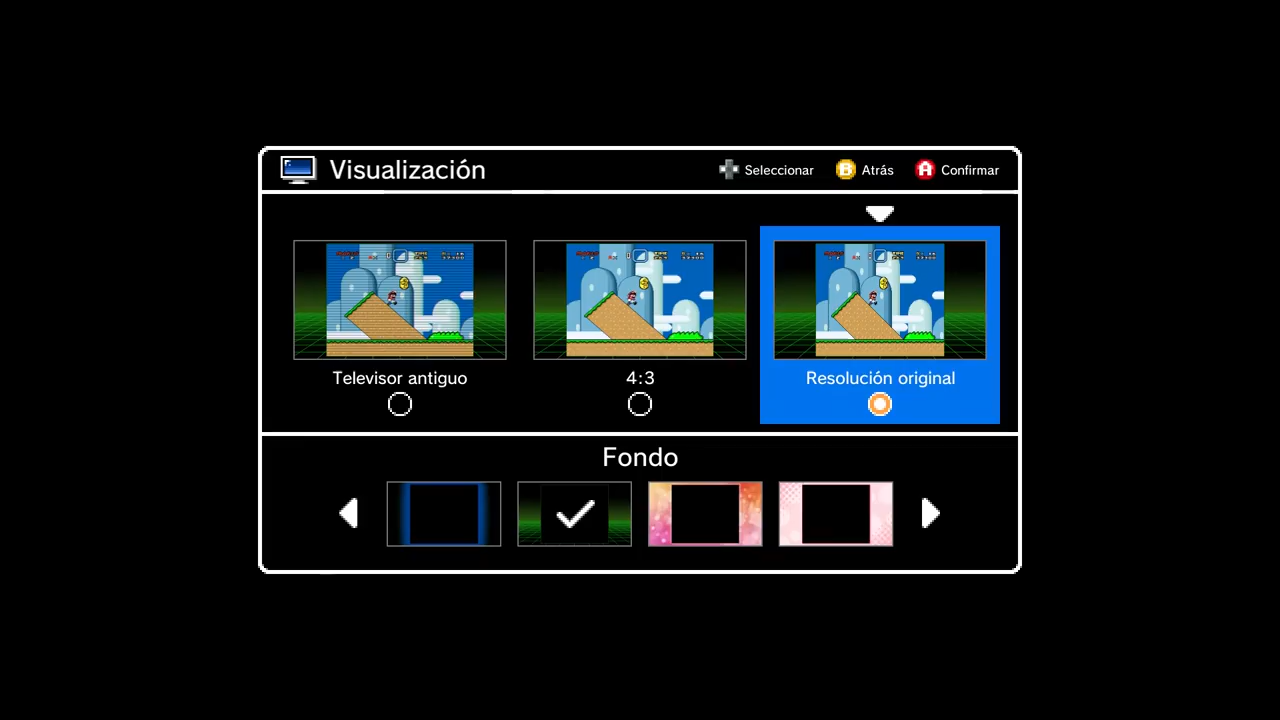 Visualización
Seleccionar
B Atrás
A Confirmar
Televisor antiguo
4:3
Resolución original
Fondo